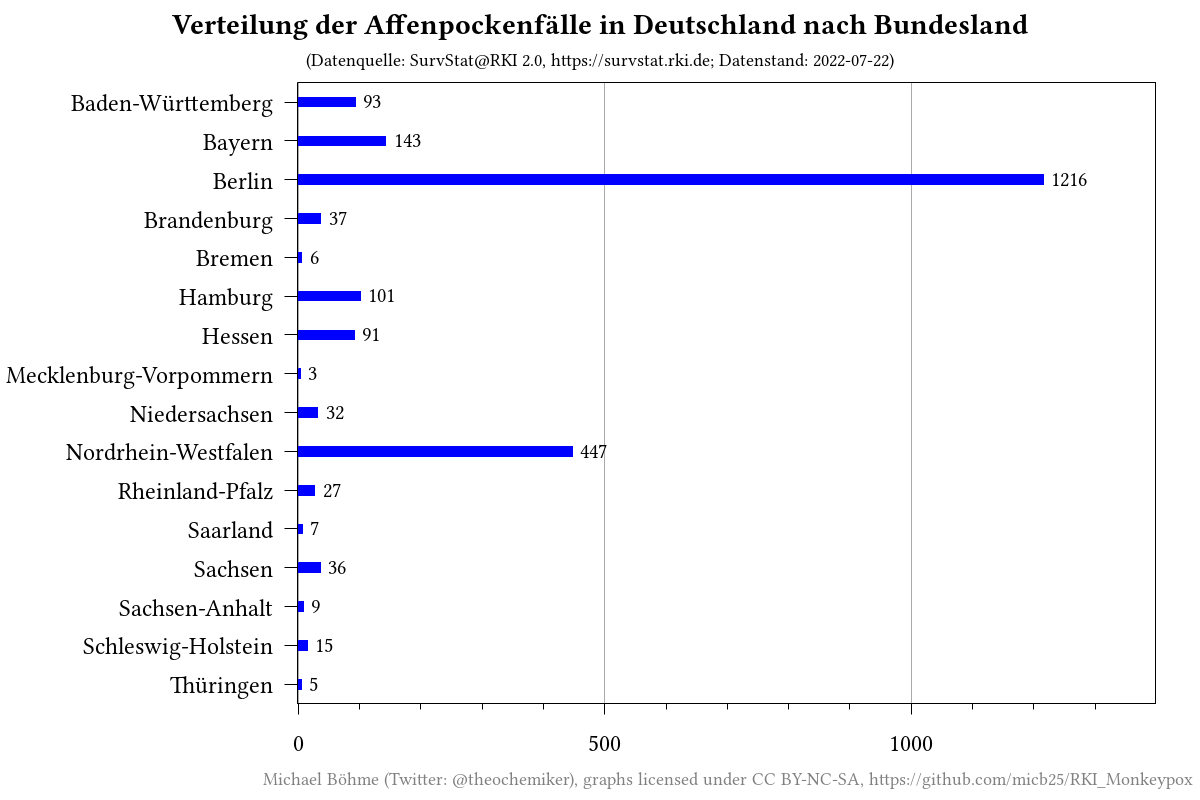 Verteilung der Affenpockenfälle in Deutschland nach Bundesland
(Datenquelle: SurvStat@RKI 2.0, https://survstat.rki.de; Datenstand: 2022-07-22)
Baden-Württemberg 93
Bayern 143
Berlin 1216
Brandenburg 37
Bremen 6
Hamburg 101
Hessen 91
Mecklenburg-Vorpommern 3
Niedersachsen 32
Nordrhein-Westfalen 447
Rheinland-Pfalz 27
Saarland 7
Sachsen 36
Sachsen-Anhalt 9
Schleswig-Holstein 15
Thüringen 5
0 500 1000
Michael Böhme (Twitter: @theochemiker), graphs licensed under CC BY-NC-SA, https://github.com/micb25/RKI_Monkeypox